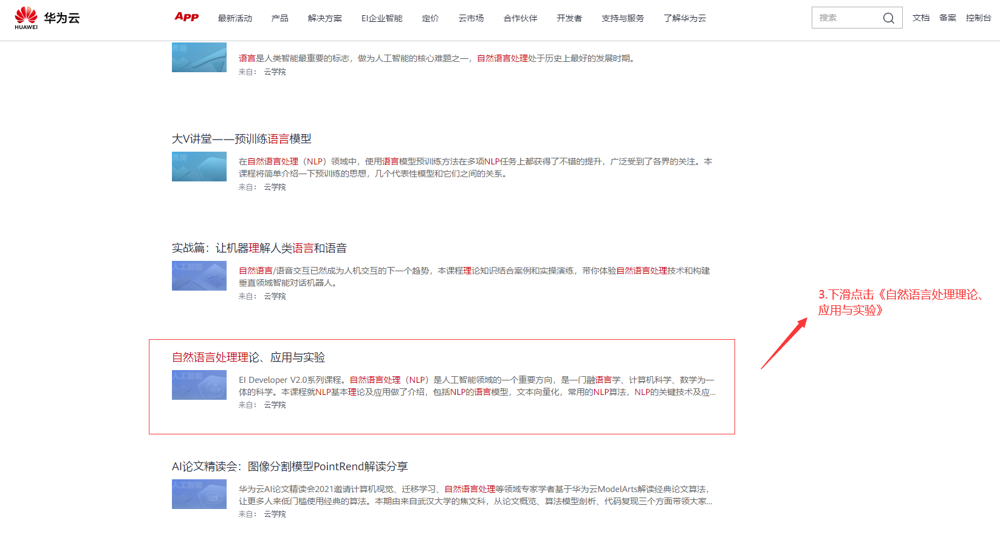 HUAWEI
华为云
APP
最新活动
产品
解决方案
EI企业智能
定价
云市场
合作伙伴
开发者
支持与服务
了解华为云
搜索
文档
备案
控制台
语言是人类智能最重要的标志，做为人工智能的核心难题之一，自然语言处理处于历史上最好的发展时期。
来自： 云学院
大V讲堂——预训练语言模型
在自然语言处理（NLP）领域中，使用语言模型预训练方法在多项NLP任务上都获得了不错的提升，广泛受到了各界的关注。本
课程将简单介绍一下预训练的思想，几个代表性模型和它们之间的关系。
来自： 云学院
实战篇：让机器理解人类语言和语音
人工智能
自然语言/语音交互已然成为人机交互的下一个趋势，本课程理论知识结合案例和实操演练，带你体验自然语言处理技术和构建
垂直领域智能对话机器人。
来自： 云学院
3.下滑点击《自然语言处理理论、
应用与实验》
自然语言处理理论、应用与实验
人工智能
EI Developer V2.0系列课程。自然语言处理（NLP）是人工智能领域的一个重要方向，是一门融语言学、计算机科学、数学为一
体的科学。本课程就NLP基本理论及应用做了介绍，包括NLP的语言模型，文本向量化，常用的NLP算法，NLP的关键技术及应...
来自： 云学院
AI论文精读会：图像分割模型PointRend解读分享
人工智能
LIVE
华为云AI论文精读会2021邀请计算机视觉、迁移学习、自然语言处理等领域专家学者基于华为云ModelArts解读经典论文算法，
让更多人来低门槛使用经典的算法。本期由来自武汉大学的焦文科，从论文概览、算法模型剖析、代码复现三个方面带领大家...
来自： 云学院